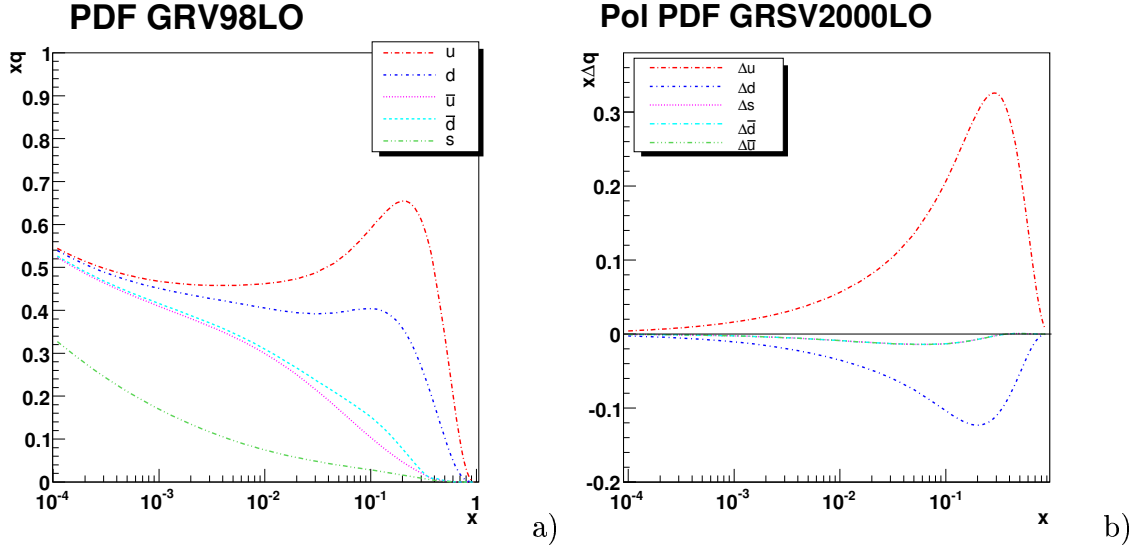 PDF GRV98LO
xq
1
0.9
0.8
0.7
0.6
0.5
0.4
0.3
0.2
0.1
0
u
d
u̅
d̅
s
10⁻⁴
10⁻³
10⁻²
10⁻¹
1
x
a)
Pol PDF GRSV2000LO
xΔq
0.3
0.2
0.1
0
-0.1
-0.2
Δu
Δd
Δs
Δd̅
Δu̅
10⁻⁴
10⁻³
10⁻²
10⁻¹
x
b)